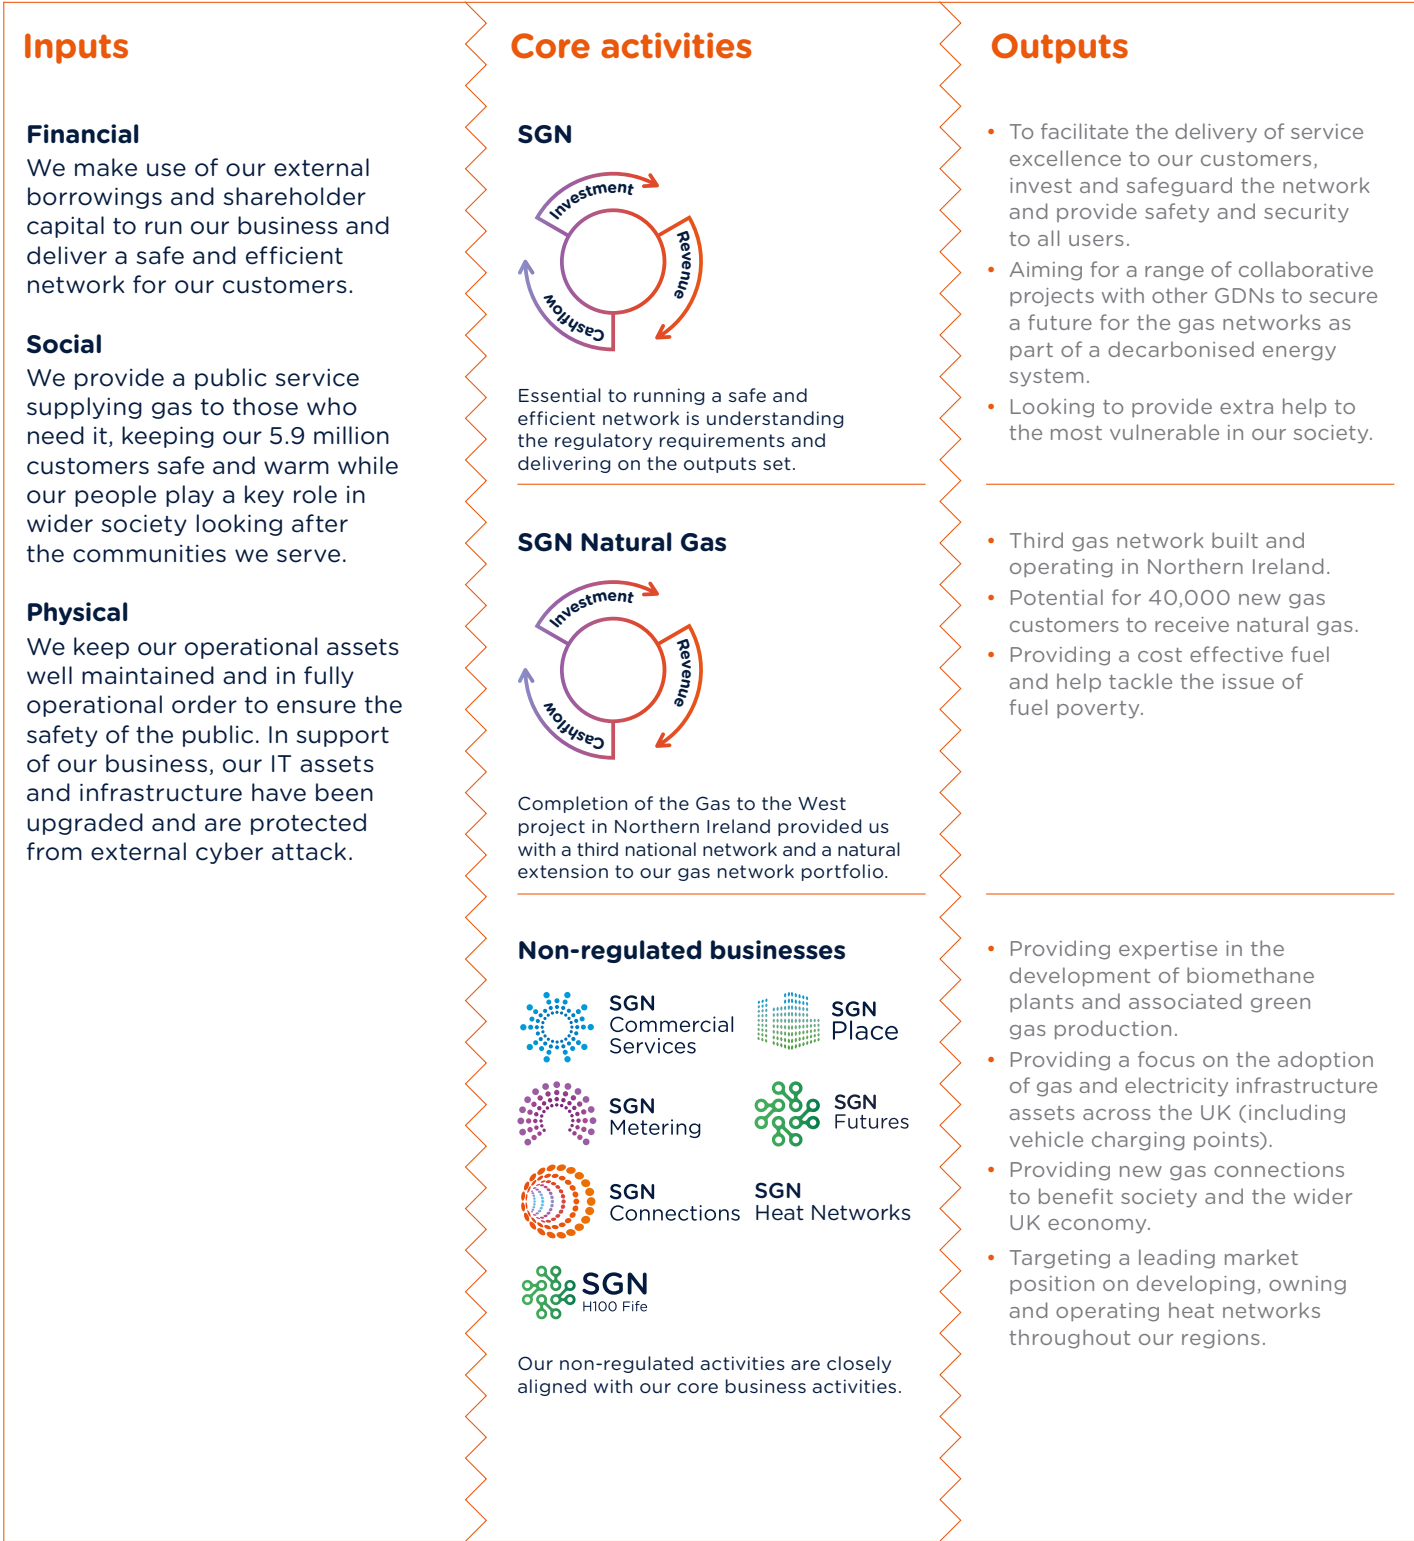 Inputs
Financial
We make use of our external
borrowings and shareholder
capital to run our business and
deliver a safe and efficient
network for our customers.
Social
We provide a public service
supplying gas to those who
need it, keeping our 5.9 million
customers safe and warm while
our people play a key role in
wider society looking after
the communities we serve.
Physical
We keep our operational assets
well maintained and in fully
operational order to ensure the
safety of the public. In support
of our business, our IT assets
and infrastructure have been
upgraded and are protected
from external cyber attack.
Core activities
SGN
Investment
Revenue
Cashflow
Essential to running a safe and
efficient network is understanding
the regulatory requirements and
delivering on the outputs set.
SGN Natural Gas
Investment
Revenue
Cashflow
Completion of the Gas to the West
project in Northern Ireland provided us
with a third national network and a natural
extension to our gas network portfolio.
Non-regulated businesses
SGN
Commercial
Services
SGN
Place
SGN
Metering
SGN
Futures
SGN
Connections
SGN
Heat Networks
SGN
H100 Fife
Our non-regulated activities are closely
aligned with our core business activities.
Outputs
• To facilitate the delivery of service
excellence to our customers,
invest and safeguard the network
and provide safety and security
to all users.
• Aiming for a range of collaborative
projects with other GDNs to secure
a future for the gas networks as
part of a decarbonised energy
system.
• Looking to provide extra help to
the most vulnerable in our society.
• Third gas network built and
operating in Northern Ireland.
• Potential for 40,000 new gas
customers to receive natural gas.
• Providing a cost effective fuel
and help tackle the issue of
fuel poverty.
• Providing expertise in the
development of biomethane
plants and associated green
gas production.
• Providing a focus on the adoption
of gas and electricity infrastructure
assets across the UK (including
vehicle charging points).
• Providing new gas connections
to benefit society and the wider
UK economy.
• Targeting a leading market
position on developing, owning
and operating heat networks
throughout our regions.